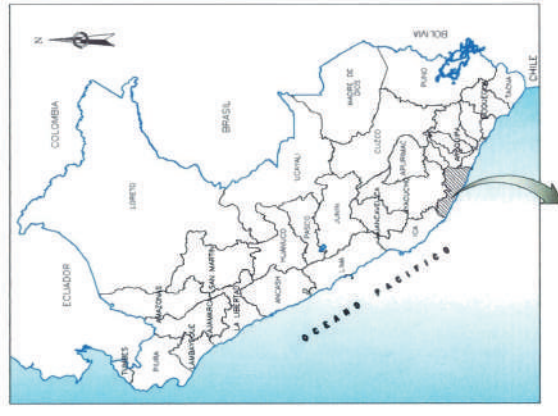 N
COLOMBIA
ECUADOR
LORETO
BRASIL
AMAZONAS
TUMBES
PIURA
LAMBAYEQUE
CAJAMARCA
SAN MARTIN
LA LIBERTAD
ANCASH
HUANUCO
UCAYALI
PASCO
JUNIN
LIMA
MADRE
DE
DIOS
CUZCO
HUANCAVELICA
APURIMAC
AYACUCHO
ICA
PUNO
BOLIVIA
AREQUIPA
MOQUEGUA
TACNA
CHILE
OCEANO PACIFICO